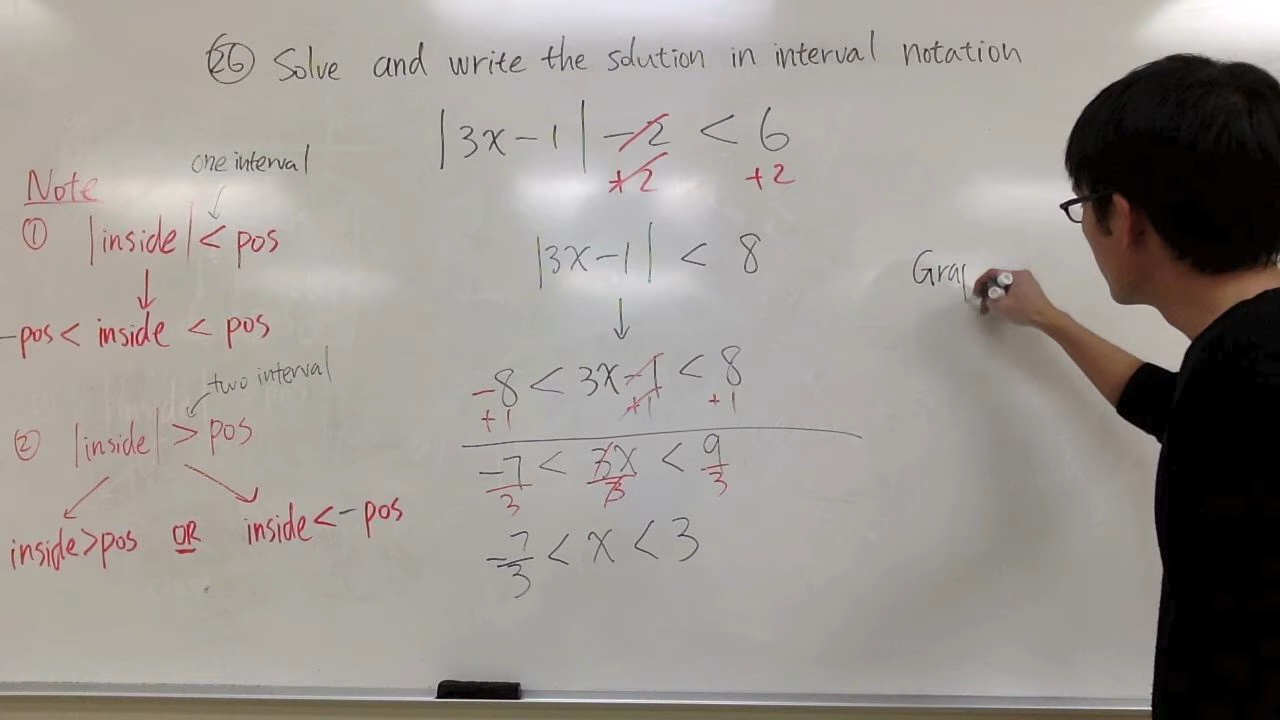 26 Solve and write the solution in interval notation
|3x-1| -2 < 6
+2 +2
|3x-1| < 8
-8 < 3x-1 < 8
+1 +1 +1
-7/3 < 3x/3 < 9/3
-7/3 < x < 3
Note
one interval
① |inside| < pos
-pos < inside < pos
two interval
② |inside| > pos
inside>pos OR inside<-pos
Grap